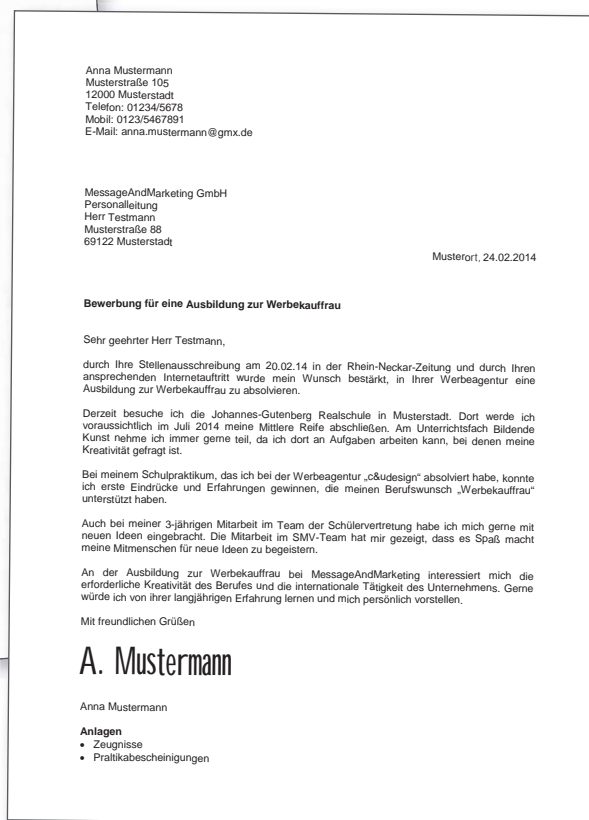 Anna Mustermann
Musterstraße 105
12000 Musterstadt
Telefon: 01234/5678
Mobil: 0123/5467891
E-Mail: anna.mustermann@gmx.de
MessageAndMarketing GmbH
Personalleitung
Herr Testmann
Musterstraße 88
69122 Musterstadt
Musterort, 24.02.2014
Bewerbung für eine Ausbildung zur Werbekauffrau
Sehr geehrter Herr Testmann,
durch Ihre Stellenausschreibung am 20.02.14 in der Rhein-Neckar-Zeitung und durch Ihren
ansprechenden Internetauftritt wurde mein Wunsch bestärkt, in Ihrer Werbeagentur eine
Ausbildung zur Werbekauffrau zu absolvieren.
Derzeit besuche ich die Johannes-Gutenberg Realschule in Musterstadt. Dort werde ich
voraussichtlich im Juli 2014 meine Mittlere Reife abschließen. Am Unterrichtsfach Bildende
Kunst nehme ich immer gerne teil, da ich dort an Aufgaben arbeiten kann, bei denen meine
Kreativität gefragt ist.
Bei meinem Schulpraktikum, das ich bei der Werbeagentur „c&udesign“ absolviert habe, konnte
ich erste Eindrücke und Erfahrungen gewinnen, die meinen Berufswunsch „Werbekauffrau“
unterstützt haben.
Auch bei meiner 3-jährigen Mitarbeit im Team der Schülervertretung habe ich mich gerne mit
neuen Ideen eingebracht. Die Mitarbeit im SMV-Team hat mir gezeigt, dass es Spaß macht
meine Mitmenschen für neue Ideen zu begeistern.
An der Ausbildung zur Werbekauffrau bei MessageAndMarketing interessiert mich die
erforderliche Kreativität des Berufes und die internationale Tätigkeit des Unternehmens. Gerne
würde ich von ihrer langjährigen Erfahrung lernen und mich persönlich vorstellen.
Mit freundlichen Grüßen
A. Mustermann
Anna Mustermann
Anlagen
• Zeugnisse
• Praltikabescheinigungen